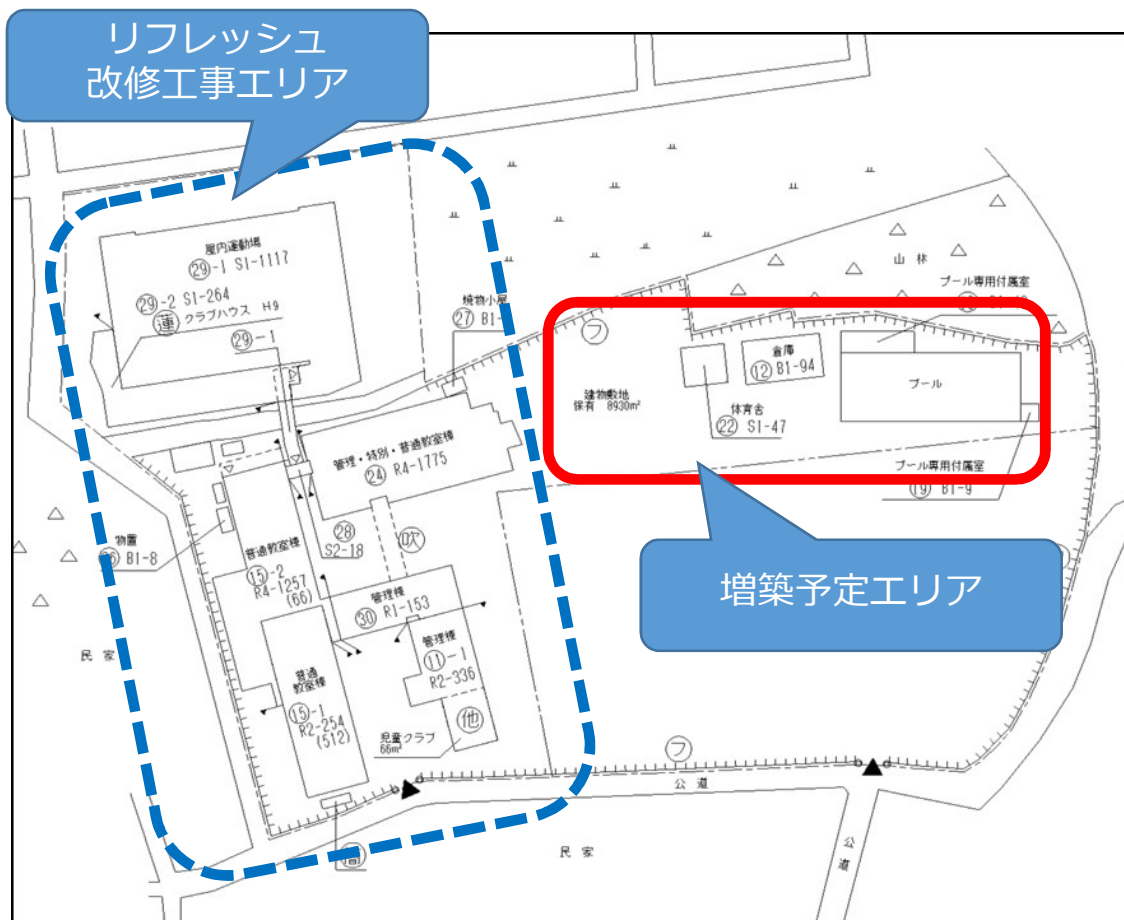 リフレッシュ
改修工事エリア
屋内運動場
㉙-1 S1-1117
㉙-2 S1-264
蓮 クラブハウス H9
㉙-
焼物小屋
㉗ B1-
山林
プール専用付属室
フ
倉庫
⑫ B1-94
プール
建物敷地
保有 8930m²
体育舎
㉒ S1-47
プール専用付属室
⑲ B1-9
管理・特別・普通教室棟
㉔ R4-1775
増築予定エリア
物置
B1-8
㉘
S2-18
吹
普通教室棟
⑮-2
R4-1257
(66)
管理棟
㉚ R1-153
管理棟
⑪-1
R2-336
民家
普通
教室棟
⑮-1
R2-254
(512)
他
児童クラブ
66m²
フ
公道
民家
公道